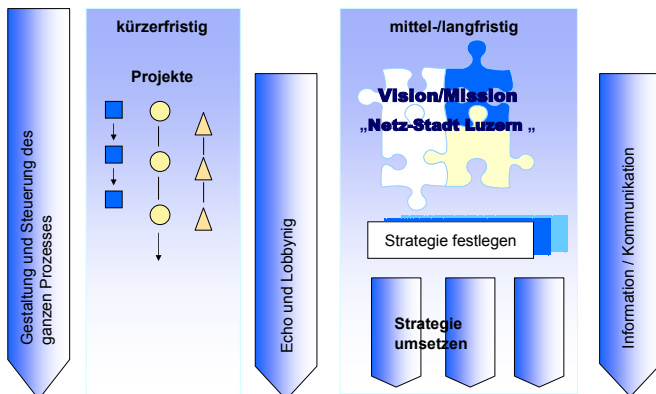 Gestaltung und Steuerung des
ganzen Prozesses
kürzerfristig
Projekte
Echo und Lobbynig
mittel-/langfristig
Vision/Mission
„Netz-Stadt Luzern „
Strategie festlegen
Strategie
umsetzen
Information / Kommunikation